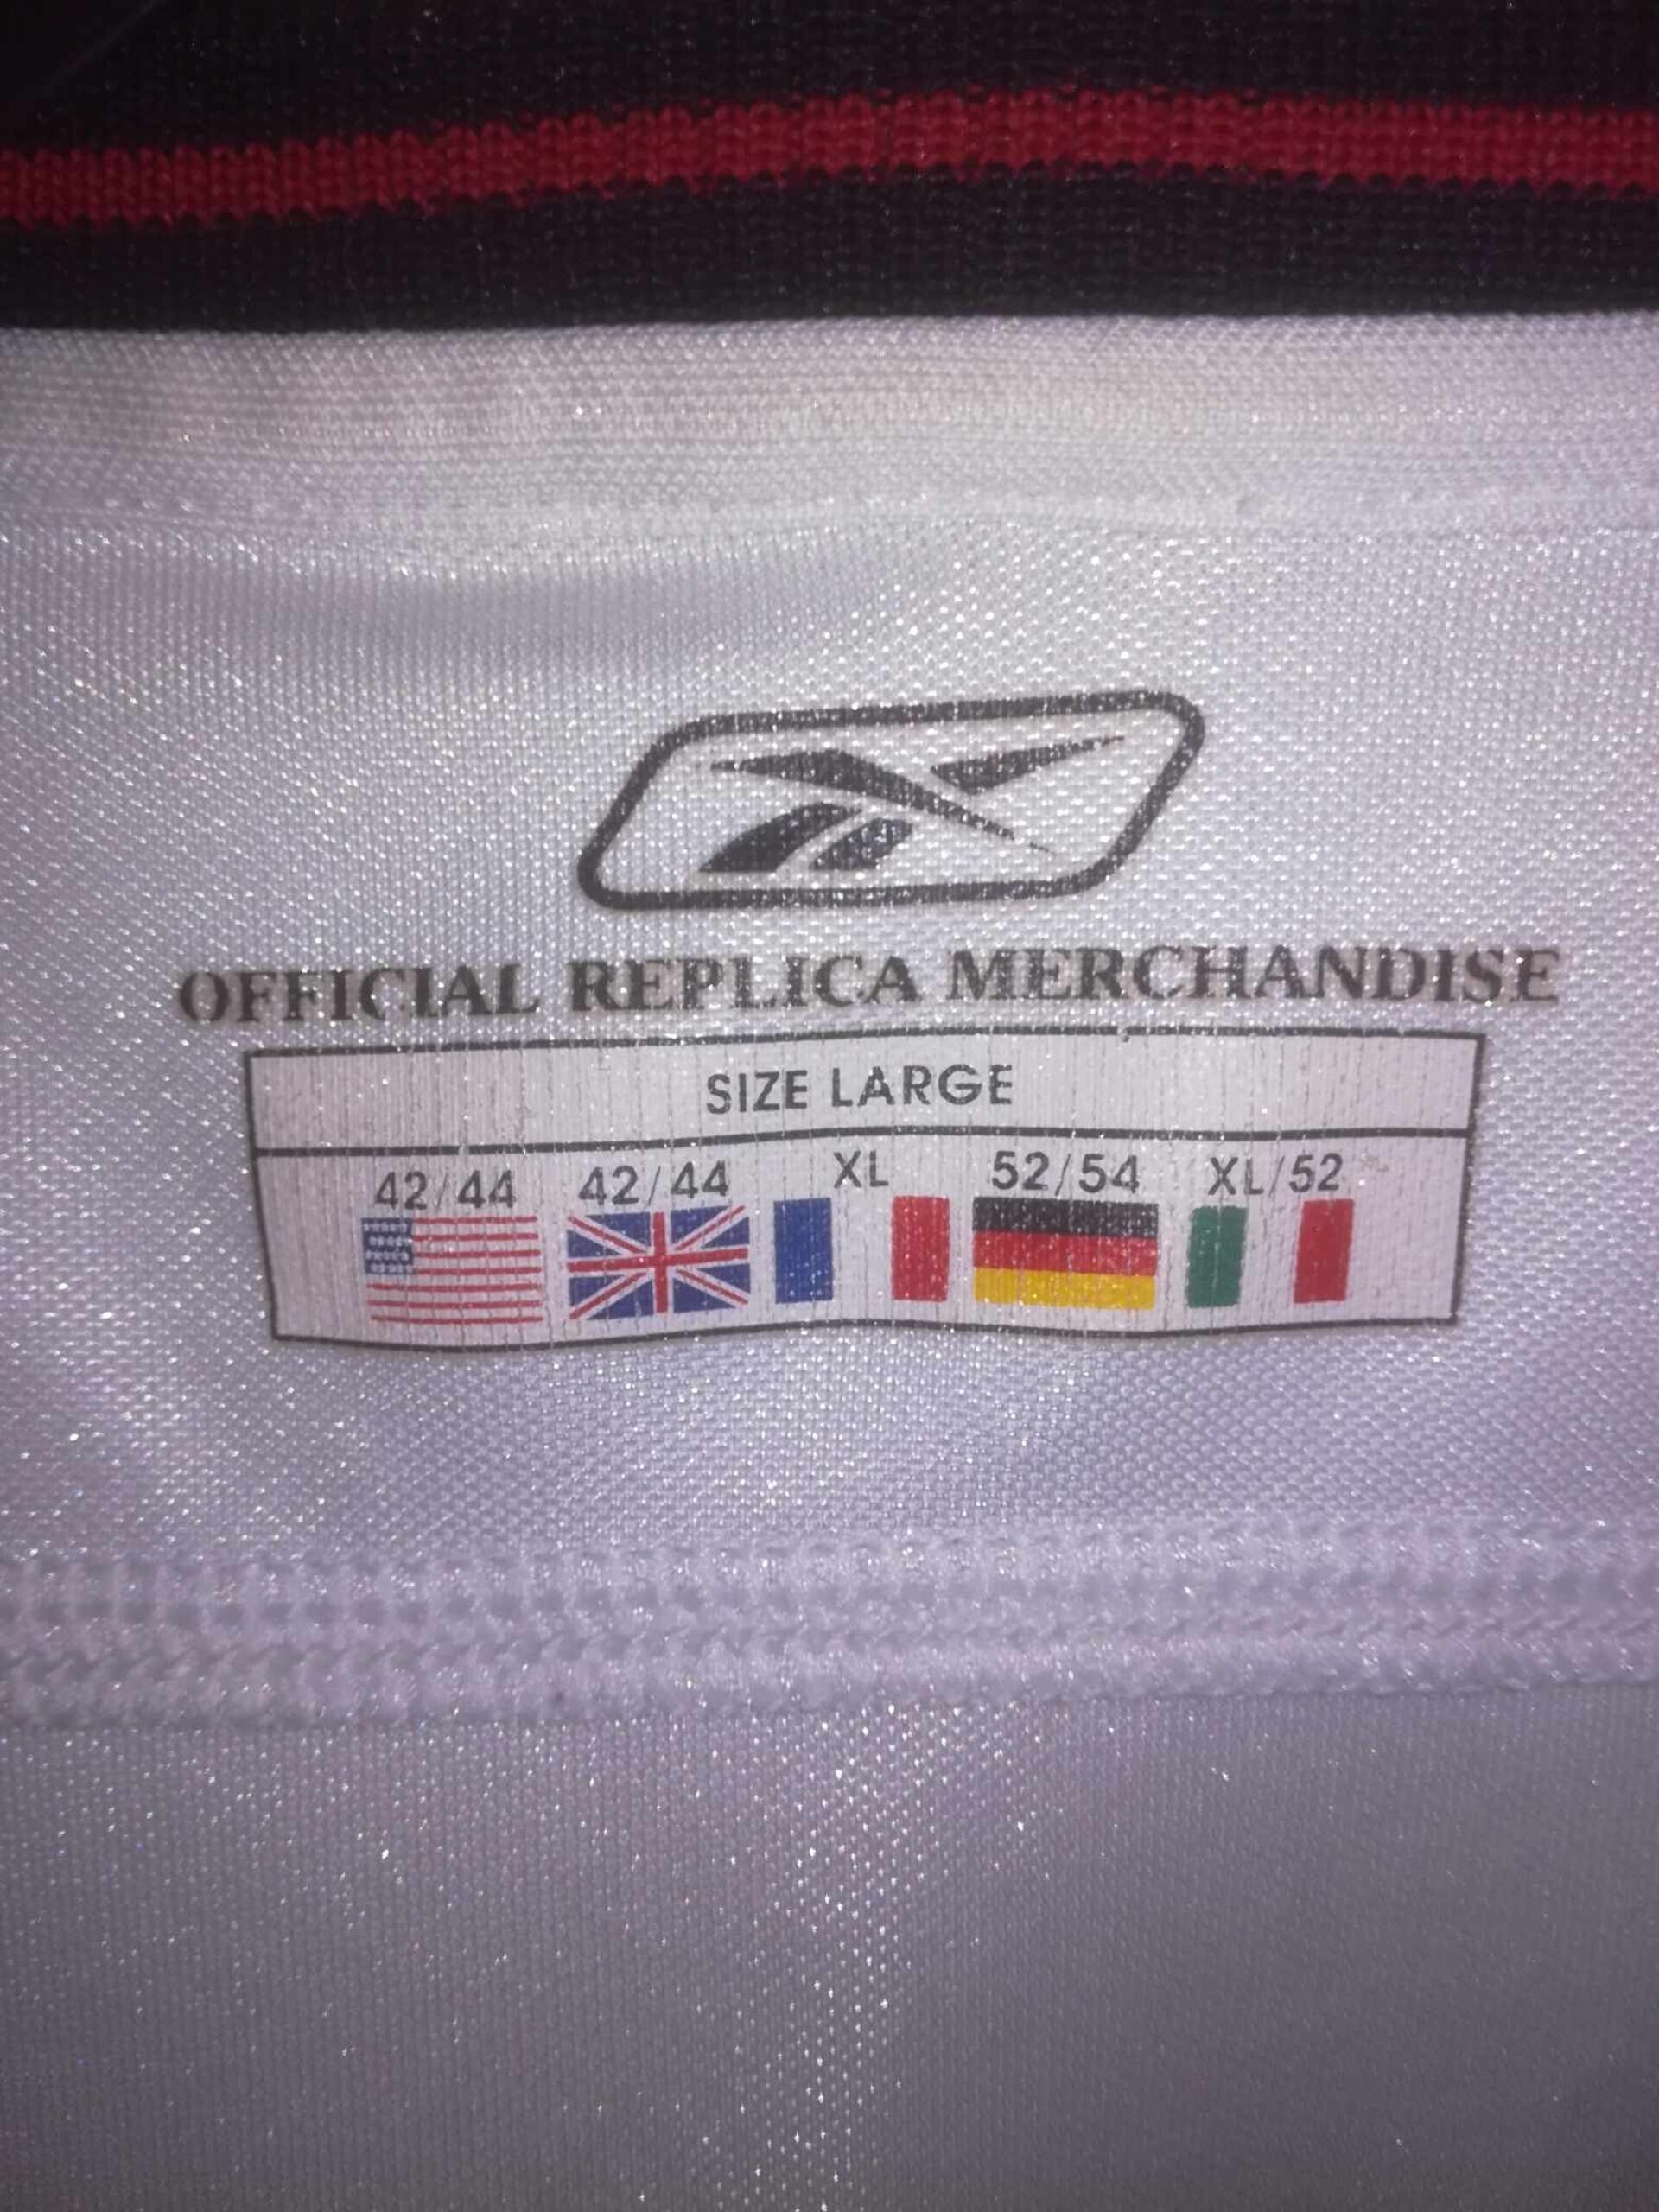 OFFICIAL REPLICA MERCHANDISE
SIZE LARGE
42/44 42/44 XL 52/54 XL/52